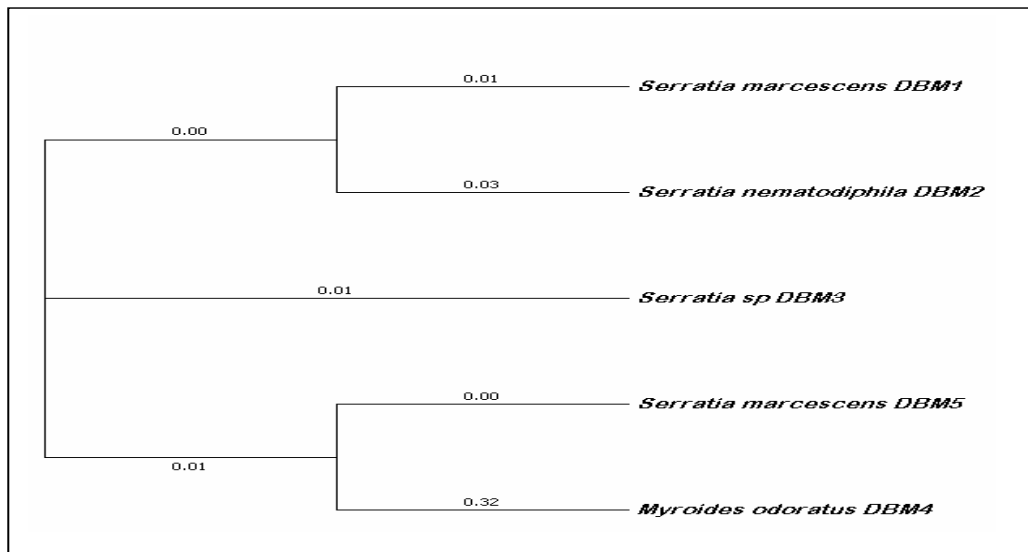 0.01
Serratia marcescens DBM1
0.00
0.03
Serratia nematodiphila DBM2
0.01
Serratia sp DBM3
0.00
Serratia marcescens DBM5
0.01
0.32
Myroides odoratus DBM4